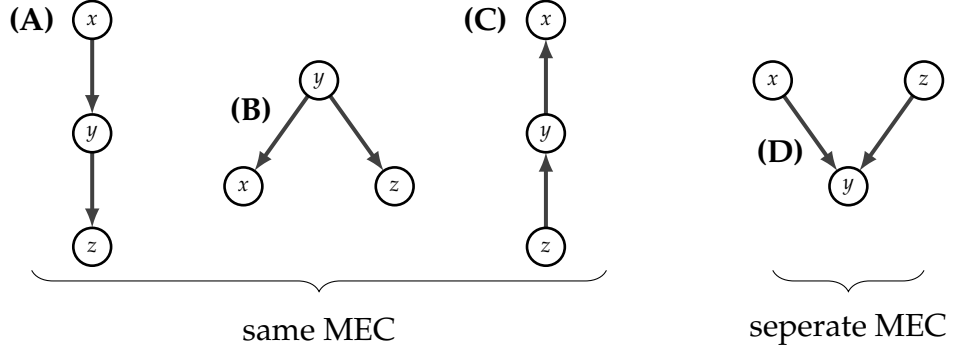 (A) x (C) x
y x z
(B) (D)
y y
x z y
z z
same MEC seperate MEC